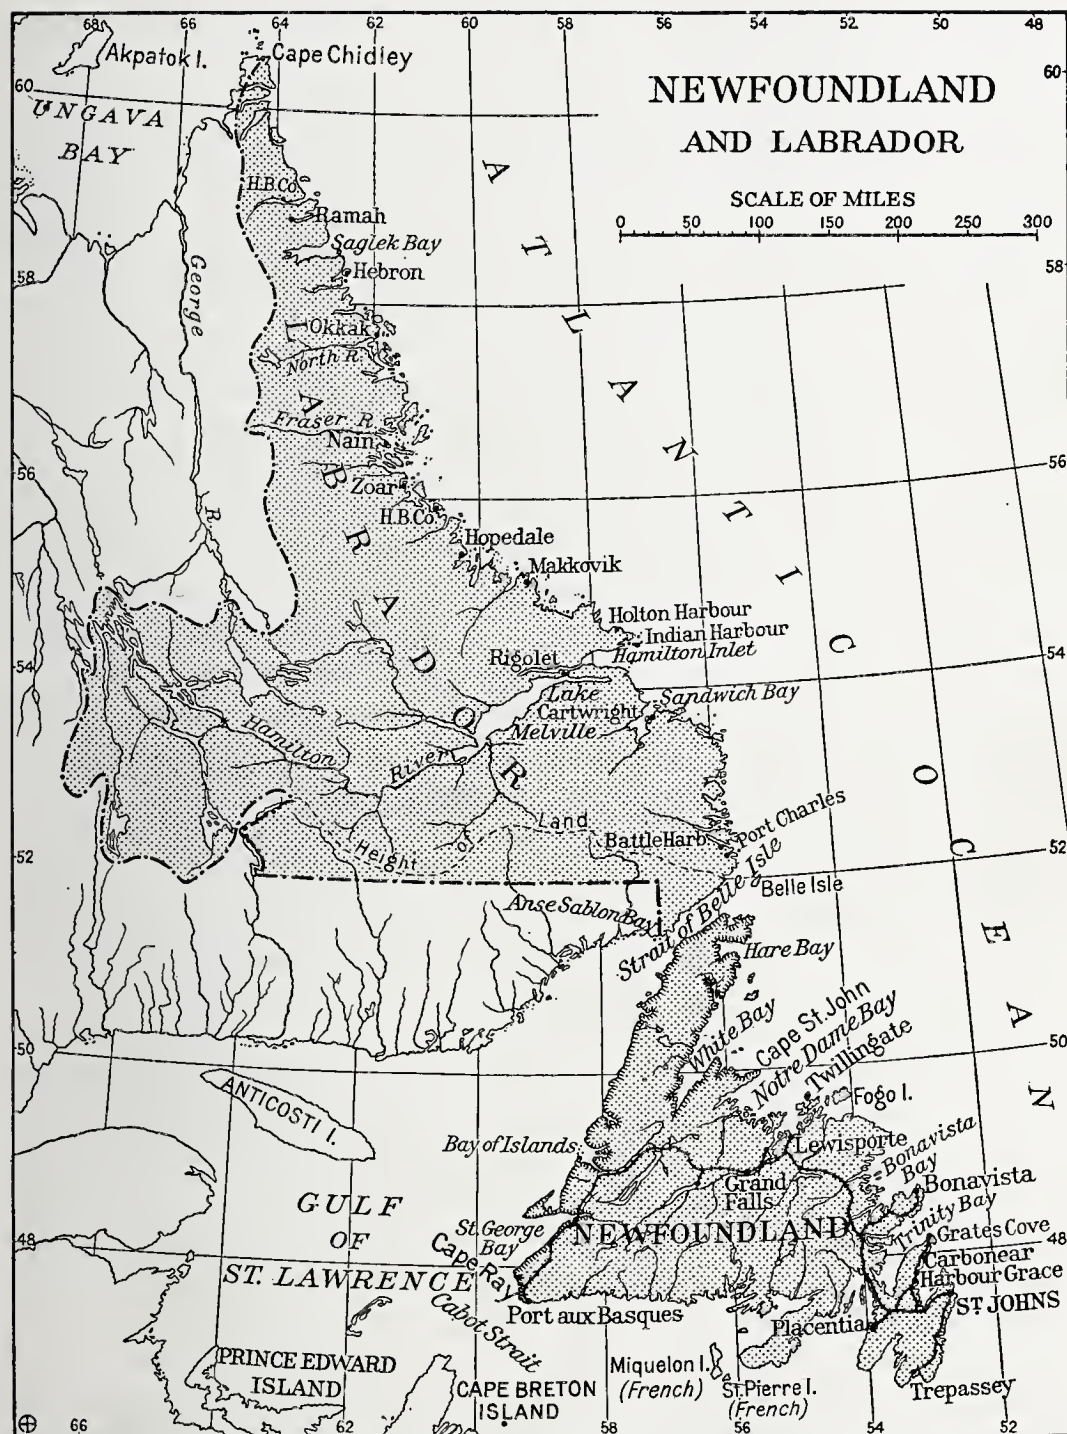 68 66 64 62 60 58 56 54 52 50 48
Akpatok I.
Cape Chidley
60
60
UNGAVA
BAY
NEWFOUNDLAND
AND LABRADOR
SCALE OF MILES
0 50 100 150 200 250 300
ATLANTIC OCEAN
H.B.Co.
Ramah
Saglek Bay
Hebron
George R.
58
58
LABRADOR
Okkak
North R.
Fraser R.
Nain
56
56
Zoar
H.B.Co.
Hopedale
Makkovik
Holton Harbour
Indian Harbour
Hamilton Inlet
54
54
Rigolet
Lake
Melville
Cartwright
Sandwich Bay
Hamilton River
Height of Land
Battle Harb.
Port Charles
52
52
Belle Isle
Anse Sablon Bay
Strait of Belle Isle
Hare Bay
White Bay
Cape St. John
Notre Dame Bay
Twillingate
50
50
Fogo I.
ANTICOSTI I.
Bay of Islands
Lewisporte
Bonavista
Bay
Grand
Falls
Bonavista
GULF
OF
ST. LAWRENCE
St. George
Bay
NEWFOUNDLAND
Trinity Bay
Grates Cove
48
48
Cape Ray
Carbonear
Harbour Grace
ST. JOHNS
Cabot Strait
Port aux Basques
Placentia
PRINCE EDWARD
ISLAND
CAPE BRETON
ISLAND
Miquelon I.
(French)
St. Pierre I.
(French)
Trepassey
66 62 58 56 54 52